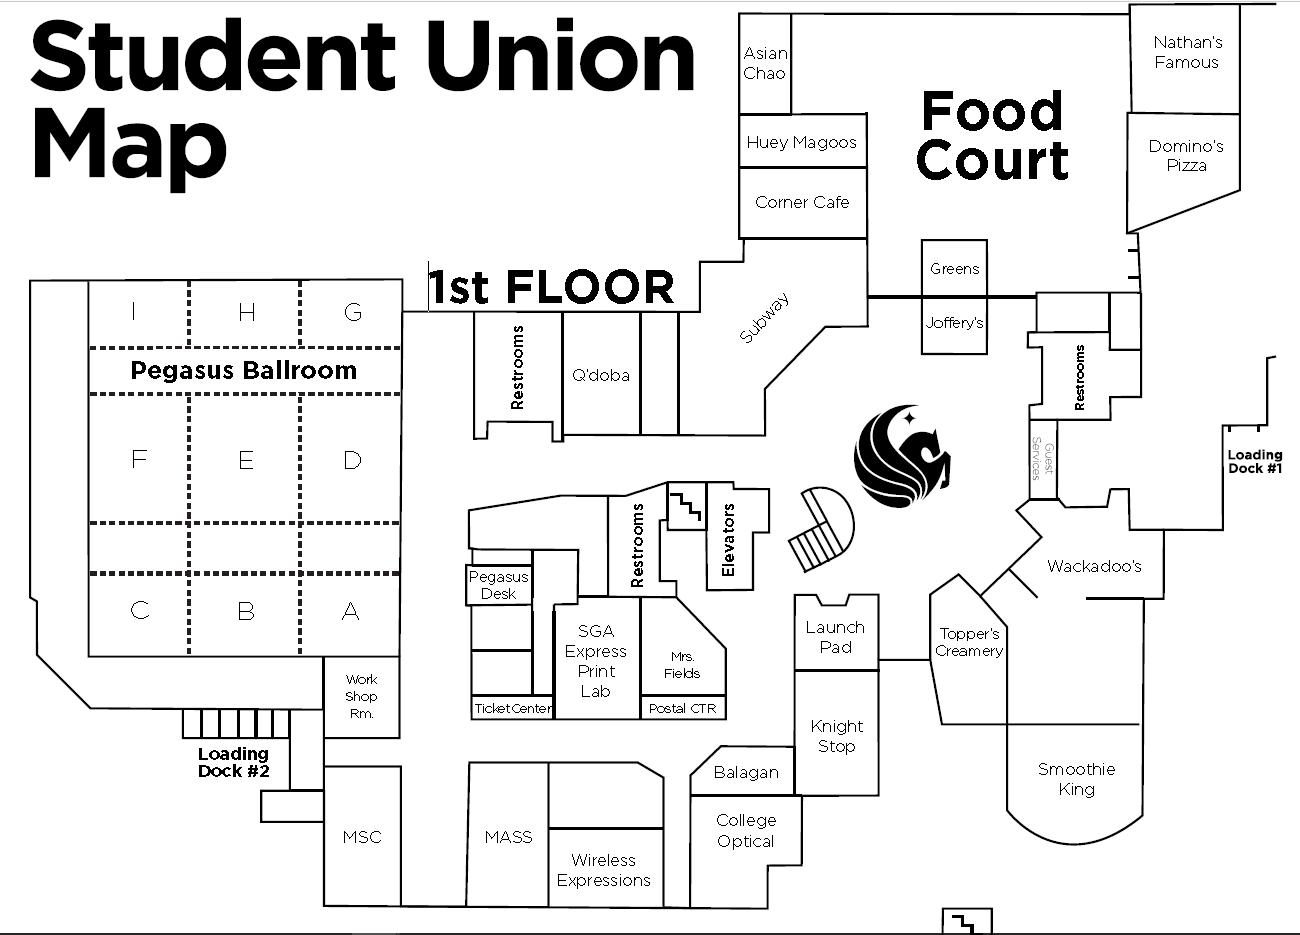 Student Union
Map
Asian
Chao
Nathan's
Famous
Food
Court
Huey Magoos
Domino's
Pizza
Corner Cafe
1st FLOOR
Greens
I
H
G
Subway
Joffery's
Restrooms
Q'doba
Restrooms
Pegasus Ballroom
F
E
D
Guest
Services
Loading
Dock #1
Restrooms
Elevators
Wackadoo's
Pegasus
Desk
C
B
A
SGA
Express
Print
Lab
Launch
Pad
Topper's
Creamery
Mrs.
Fields
Work
Shop
Rm.
Ticket Center
Postal CTR
Knight
Stop
Loading
Dock #2
Balagan
Smoothie
King
MSC
MASS
College
Optical
Wireless
Expressions